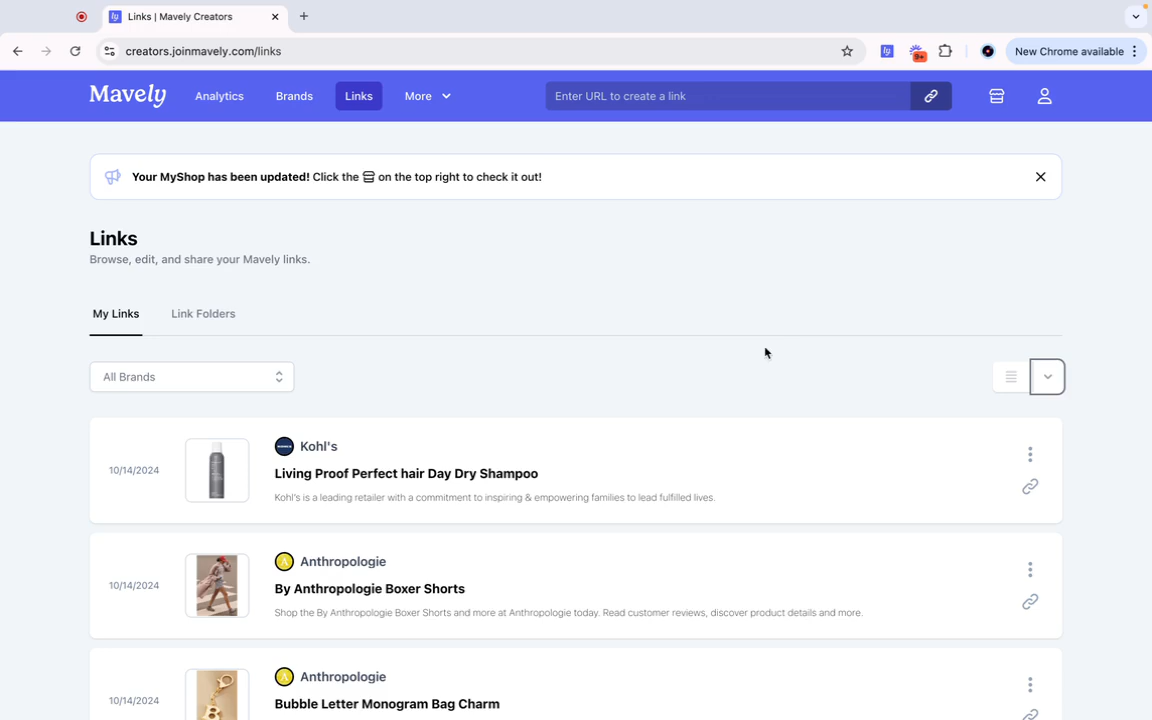 Links | Mavely Creators
creators.joinmavely.com/links
9+
New Chrome available
Mavely
Analytics
Brands
Links
More
Enter URL to create a link
Your MyShop has been updated! Click the on the top right to check it out!
Links
Browse, edit, and share your Mavely links.
My Links
Link Folders
All Brands
10/14/2024
Kohl's
Living Proof Perfect hair Day Dry Shampoo
Kohl's is a leading retailer with a commitment to inspiring & empowering families to lead fulfilled lives.
10/14/2024
A
Anthropologie
By Anthropologie Boxer Shorts
Shop the By Anthropologie Boxer Shorts and more at Anthropologie today. Read customer reviews, discover product details and more.
10/14/2024
A
Anthropologie
Bubble Letter Monogram Bag Charm